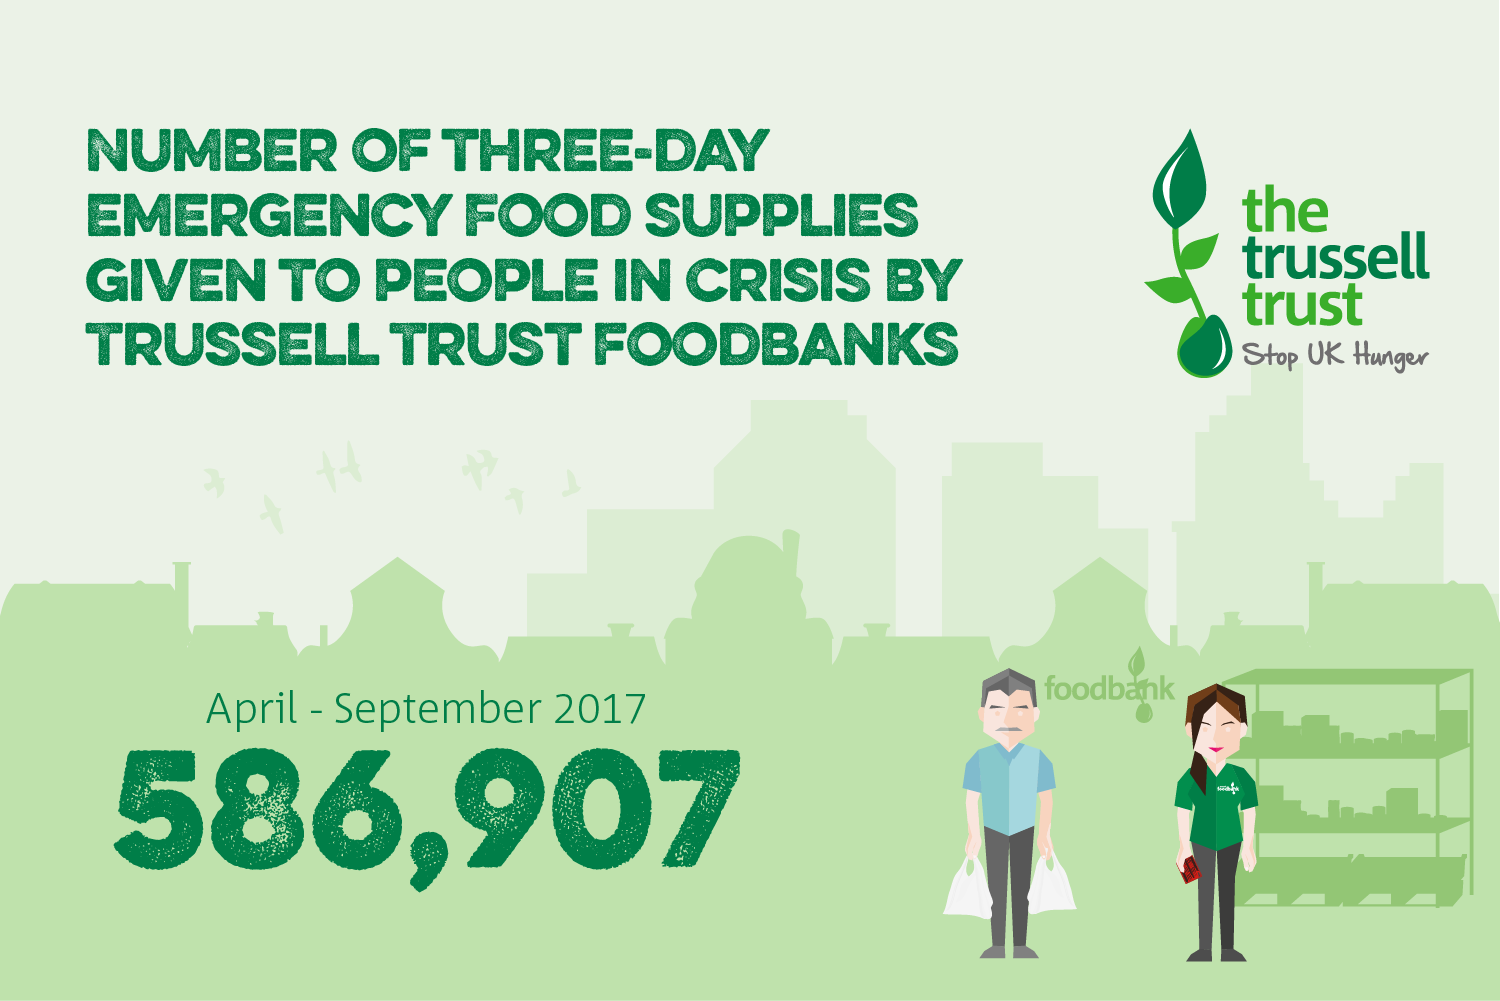 NUMBER OF THREE-DAY
EMERGENCY FOOD SUPPLIES
GIVEN TO PEOPLE IN CRISIS BY
TRUSSELL TRUST FOODBANKS
the
trussell
trust
Stop UK Hunger
April - September 2017
586,907
foodbank
foodbank